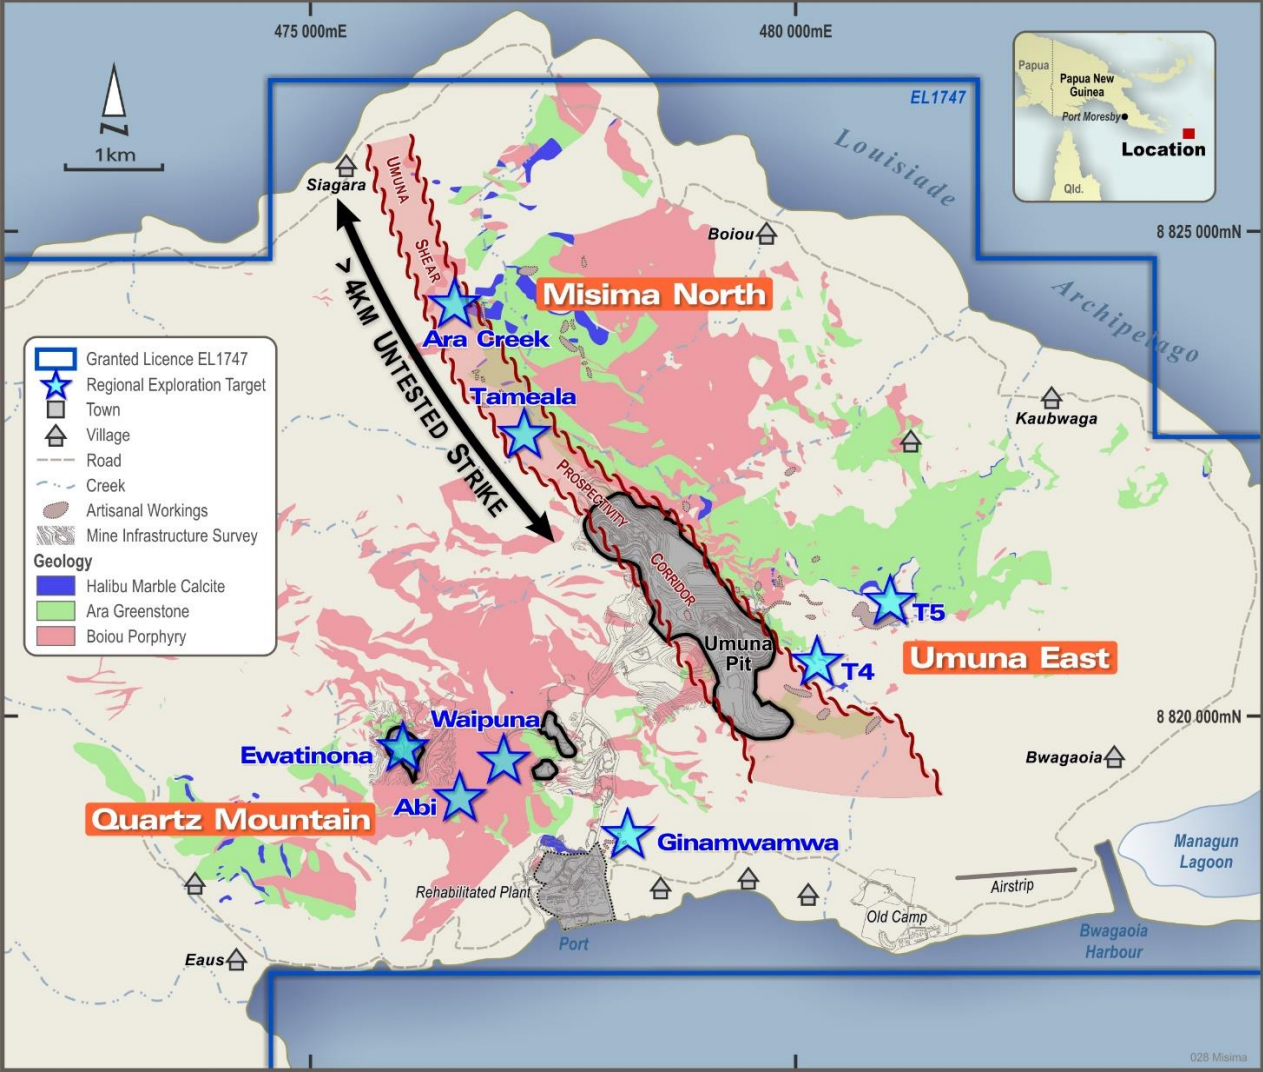 475 000mE
480 000mE
EL1747
Papua
Papua New
Guinea
Port Moresby
Location
Qld.
N
1km
Siagara
UMUNA
SHEAR
Louisiade
Boiou
8 825 000mN
Misima North
Archipelago
Ara Creek
> 4KM UNTESTED STRIKE
Tameala
Kaubwaga
Granted Licence EL1747
Regional Exploration Target
Town
Village
Road
Creek
Artisanal Workings
Mine Infrastructure Survey
Geology
Halibu Marble Calcite
Ara Greenstone
Boiou Porphyry
PROSPECTIVITY
CORRIDOR
T5
Umuna
Pit
Umuna East
T4
Waipuna
8 820 000mN
Ewatinona
Bwagaoia
Abi
Quartz Mountain
Ginamwamwa
Managun
Lagoon
Rehabilitated Plant
Airstrip
Old Camp
Port
Bwagaoia
Harbour
Eaus
028 Misima